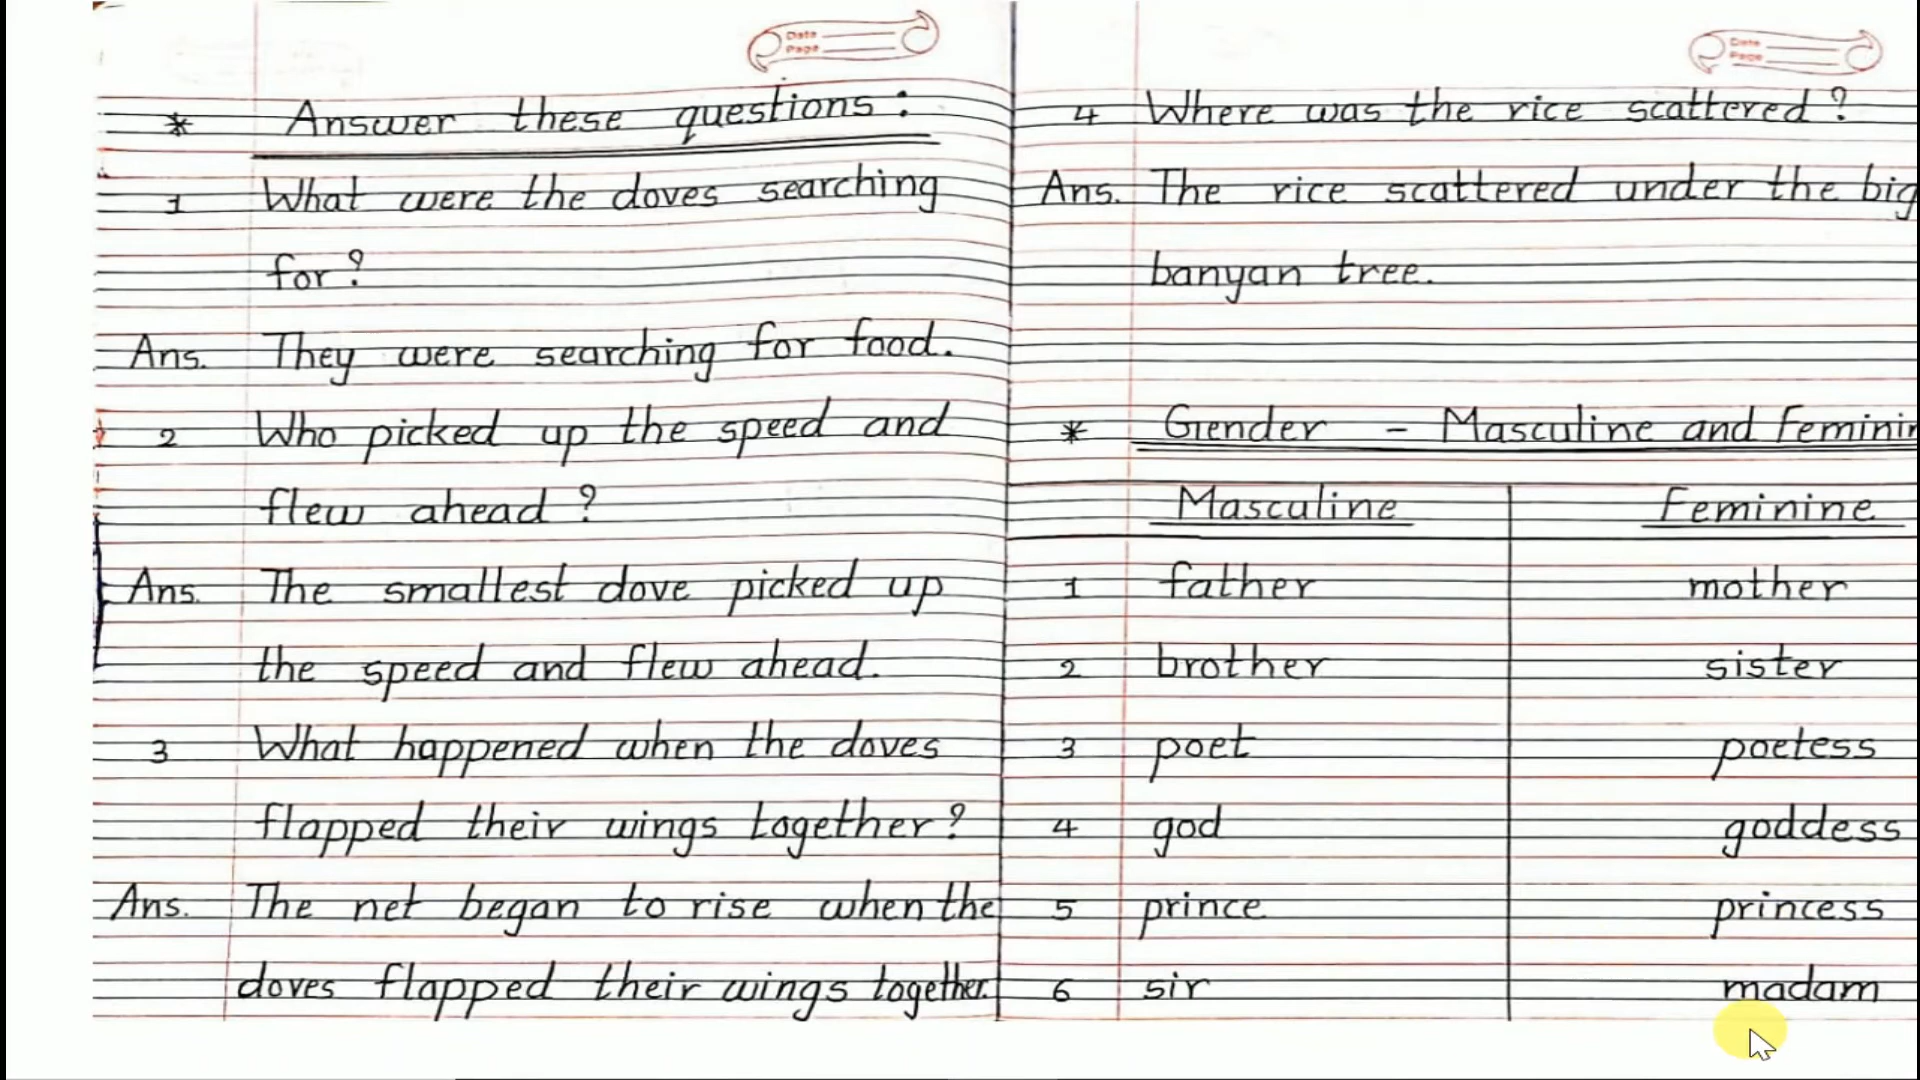 Date
Page
* Answer these questions:
1 What were the doves searching
for?
Ans. They were searching for food.
2 Who picked up the speed and
flew ahead?
Ans. The smallest dove picked up
the speed and flew ahead.
3 What happened when the doves
flapped their wings together?
Ans. The net began to rise when the
doves flapped their wings together.
Date
Page
4 Where was the rice scattered?
Ans. The rice scattered under the big
banyan tree.
* Gender - Masculine and Feminin
Masculine Feminine
1 father mother
2 brother sister
3 poet poetess
4 god goddess
5 prince princess
6 sir madam